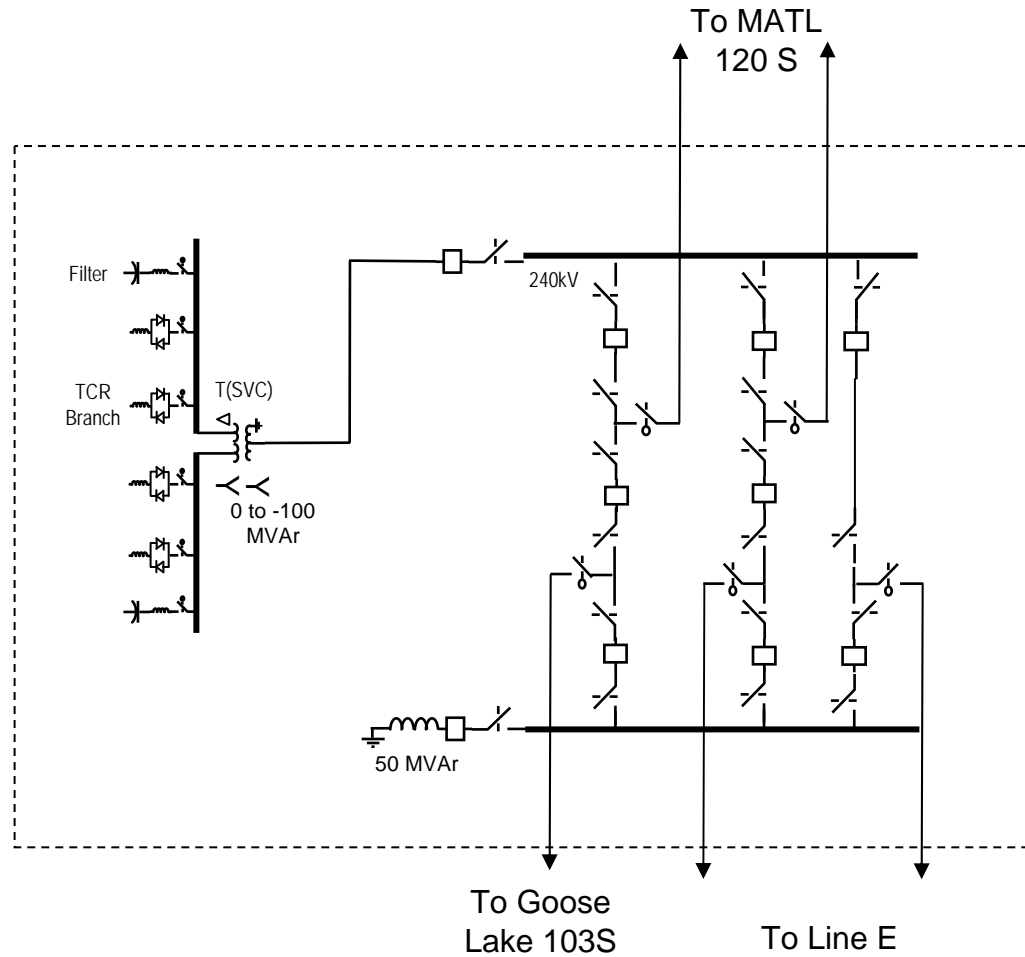 To MATL
120 S
Filter
240kV
TCR
Branch
T(SVC)
0 to -100
MVAr
50 MVAr
To Goose
Lake 103S
To Line E